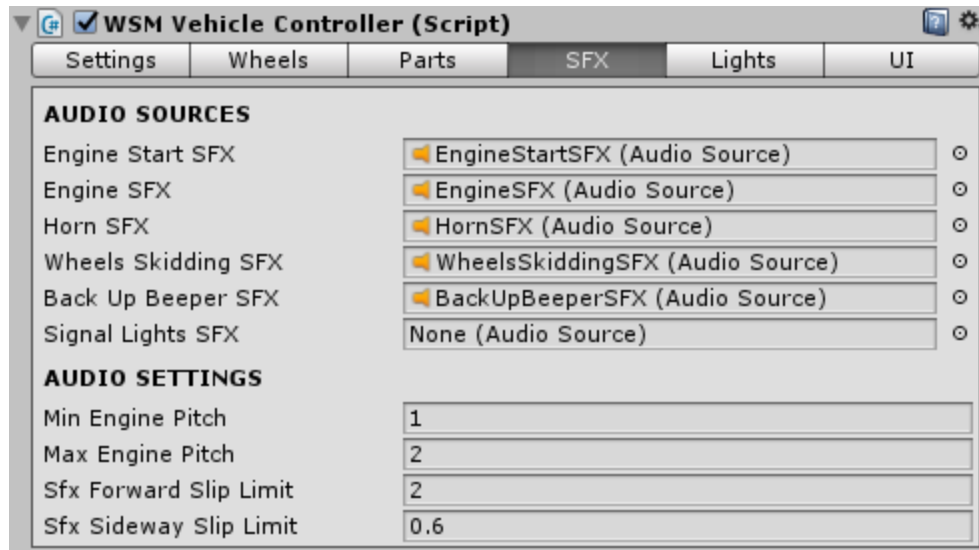 WSM Vehicle Controller (Script)
Settings Wheels Parts SFX Lights UI
AUDIO SOURCES
Engine Start SFX EngineStartSFX (Audio Source)
Engine SFX EngineSFX (Audio Source)
Horn SFX HornSFX (Audio Source)
Wheels Skidding SFX WheelsSkiddingSFX (Audio Source)
Back Up Beeper SFX BackUpBeeperSFX (Audio Source)
Signal Lights SFX None (Audio Source)
AUDIO SETTINGS
Min Engine Pitch 1
Max Engine Pitch 2
Sfx Forward Slip Limit 2
Sfx Sideway Slip Limit 0.6